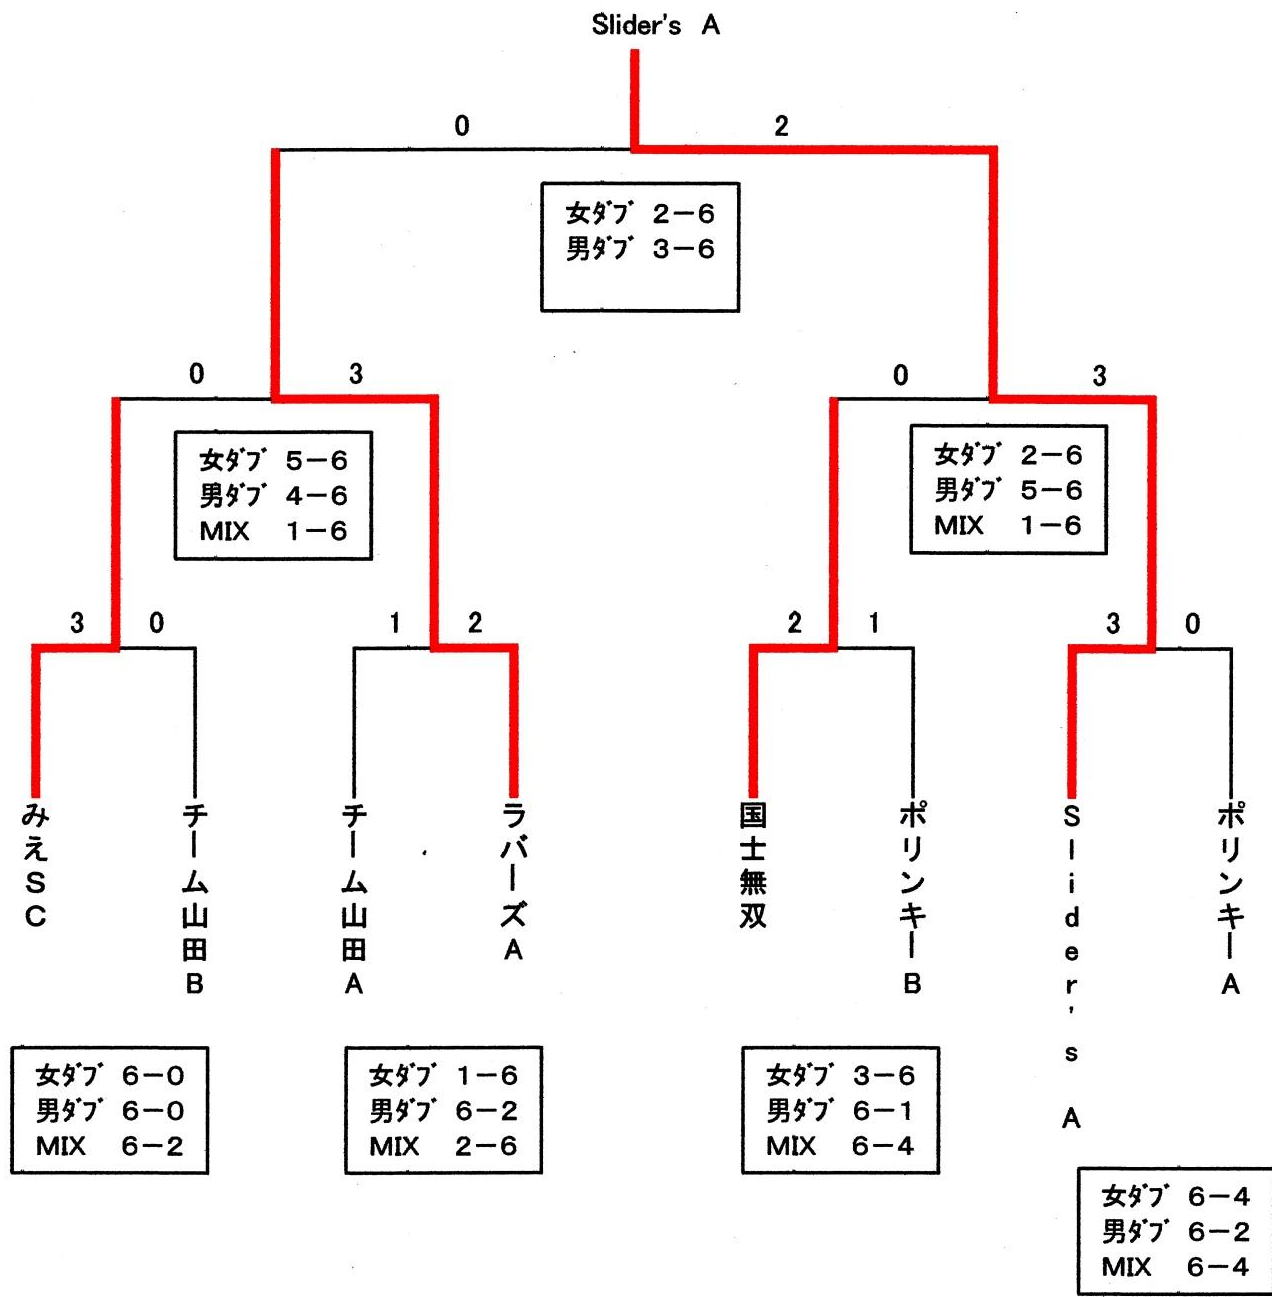 Slider's A
0 2
女ダブ 2－6
男ダブ 3－6
0 3
0 3
女ダブ 5－6
男ダブ 4－6
MIX 1－6
女ダブ 2－6
男ダブ 5－6
MIX 1－6
3 0
1 2
2 1
3 0
みえSC
チーム山田B
チーム山田A
ラバーズA
国士無双
ポリンキーB
Slider's A
ポリンキーA
女ダブ 6－0
男ダブ 6－0
MIX 6－2
女ダブ 1－6
男ダブ 6－2
MIX 2－6
女ダブ 3－6
男ダブ 6－1
MIX 6－4
女ダブ 6－4
男ダブ 6－2
MIX 6－4